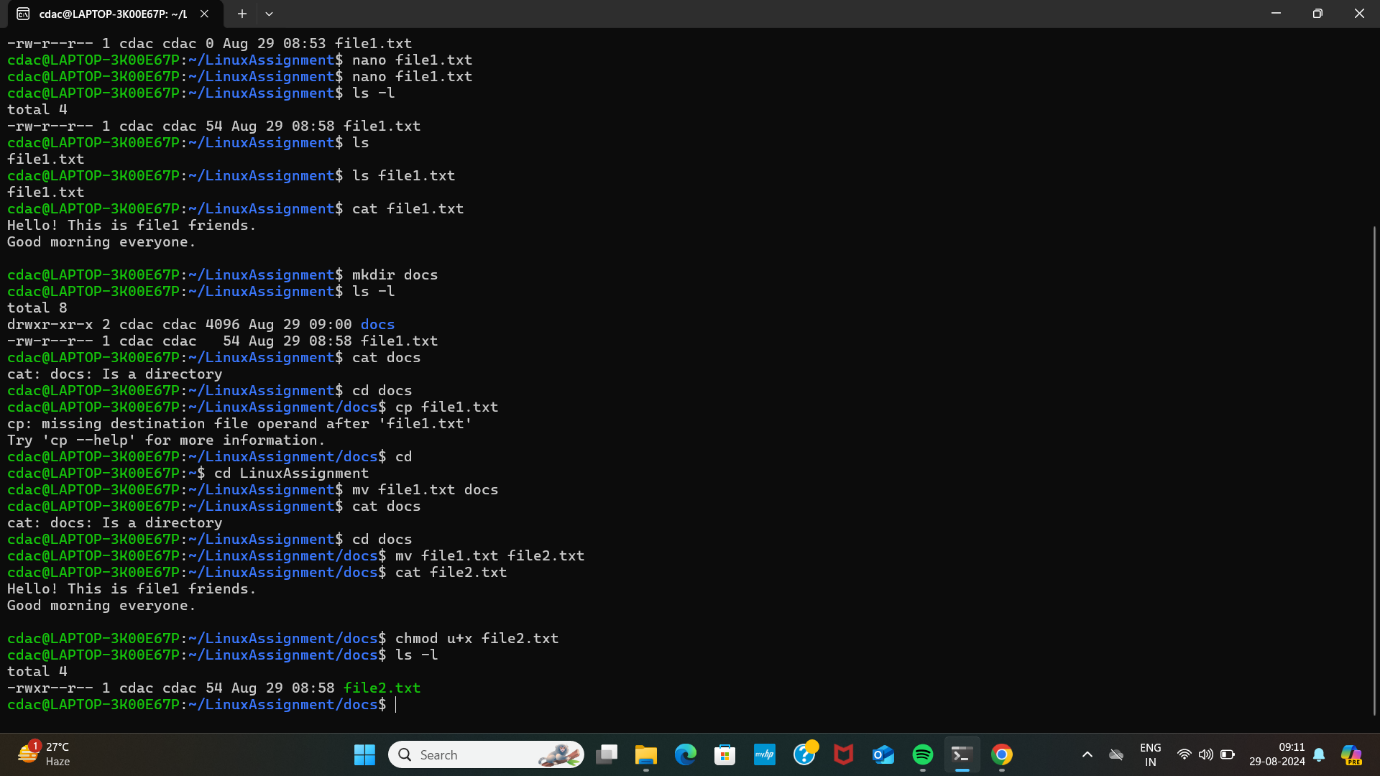 cdac@LAPTOP-3K00E67P: ~/L
-rw-r--r-- 1 cdac cdac 0 Aug 29 08:53 file1.txt
cdac@LAPTOP-3K00E67P:~/LinuxAssignment$ nano file1.txt
cdac@LAPTOP-3K00E67P:~/LinuxAssignment$ nano file1.txt
cdac@LAPTOP-3K00E67P:~/LinuxAssignment$ ls -l
total 4
-rw-r--r-- 1 cdac cdac 54 Aug 29 08:58 file1.txt
cdac@LAPTOP-3K00E67P:~/LinuxAssignment$ ls
file1.txt
cdac@LAPTOP-3K00E67P:~/LinuxAssignment$ ls file1.txt
file1.txt
cdac@LAPTOP-3K00E67P:~/LinuxAssignment$ cat file1.txt
Hello! This is file1 friends.
Good morning everyone.
cdac@LAPTOP-3K00E67P:~/LinuxAssignment$ mkdir docs
cdac@LAPTOP-3K00E67P:~/LinuxAssignment$ ls -l
total 8
drwxr-xr-x 2 cdac cdac 4096 Aug 29 09:00 docs
-rw-r--r-- 1 cdac cdac   54 Aug 29 08:58 file1.txt
cdac@LAPTOP-3K00E67P:~/LinuxAssignment$ cat docs
cat: docs: Is a directory
cdac@LAPTOP-3K00E67P:~/LinuxAssignment$ cd docs
cdac@LAPTOP-3K00E67P:~/LinuxAssignment/docs$ cp file1.txt
cp: missing destination file operand after 'file1.txt'
Try 'cp --help' for more information.
cdac@LAPTOP-3K00E67P:~/LinuxAssignment/docs$ cd
cdac@LAPTOP-3K00E67P:~$ cd LinuxAssignment
cdac@LAPTOP-3K00E67P:~/LinuxAssignment$ mv file1.txt docs
cdac@LAPTOP-3K00E67P:~/LinuxAssignment$ cat docs
cat: docs: Is a directory
cdac@LAPTOP-3K00E67P:~/LinuxAssignment$ cd docs
cdac@LAPTOP-3K00E67P:~/LinuxAssignment/docs$ mv file1.txt file2.txt
cdac@LAPTOP-3K00E67P:~/LinuxAssignment/docs$ cat file2.txt
Hello! This is file1 friends.
Good morning everyone.
cdac@LAPTOP-3K00E67P:~/LinuxAssignment/docs$ chmod u+x file2.txt
cdac@LAPTOP-3K00E67P:~/LinuxAssignment/docs$ ls -l
total 4
-rwxr--r-- 1 cdac cdac 54 Aug 29 08:58 file2.txt
cdac@LAPTOP-3K00E67P:~/LinuxAssignment/docs$
1
27°C
Haze
Search
myhp
ENG
IN
09:11
29-08-2024
PRE